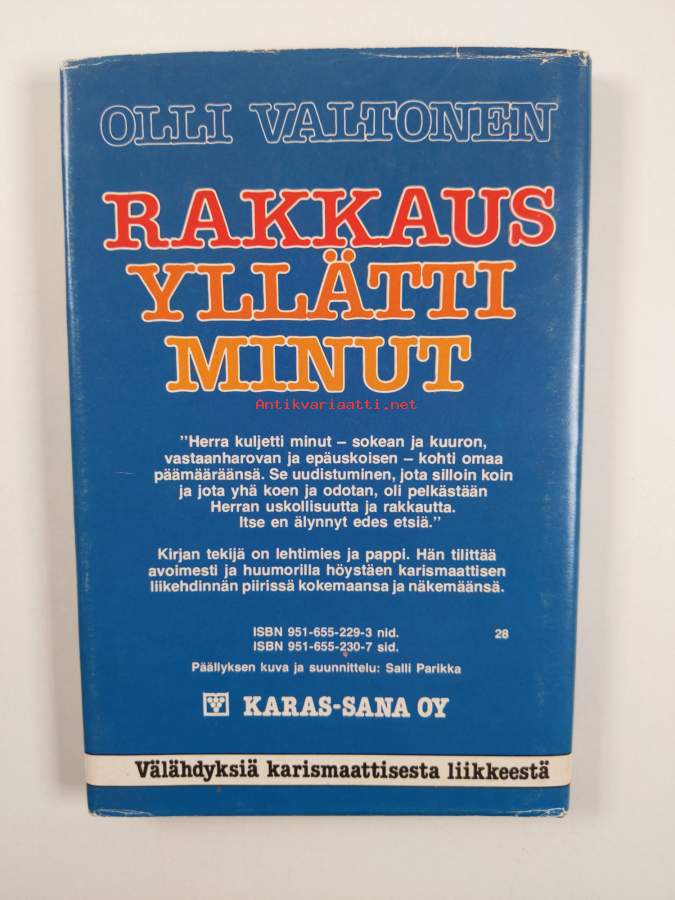 OLLI VALTONEN
RAKKAUS
YLLÄTTI
MINUT
Antikvariaatti.net
"Herra kuljetti minut – sokean ja kuuron,
vastaanharovan ja epäuskoisen – kohti omaa
päämääräänsä. Se uudistuminen, jota silloin koin
ja jota yhä koen ja odotan, oli pelkästään
Herran uskollisuutta ja rakkautta.
Itse en älynnyt edes etsiä."
Kirjan tekijä on lehtimies ja pappi. Hän tilittää
avoimesti ja huumorilla höystäen karismaattisen
liikehdinnän piirissä kokemaansa ja näkemäänsä.
ISBN 951-655-229-3 nid. 28
ISBN 951-655-230-7 sid.
Päällyksen kuva ja suunnittelu: Salli Parikka
KARAS-SANA OY
Välähdyksiä karismaattisesta liikkeestä